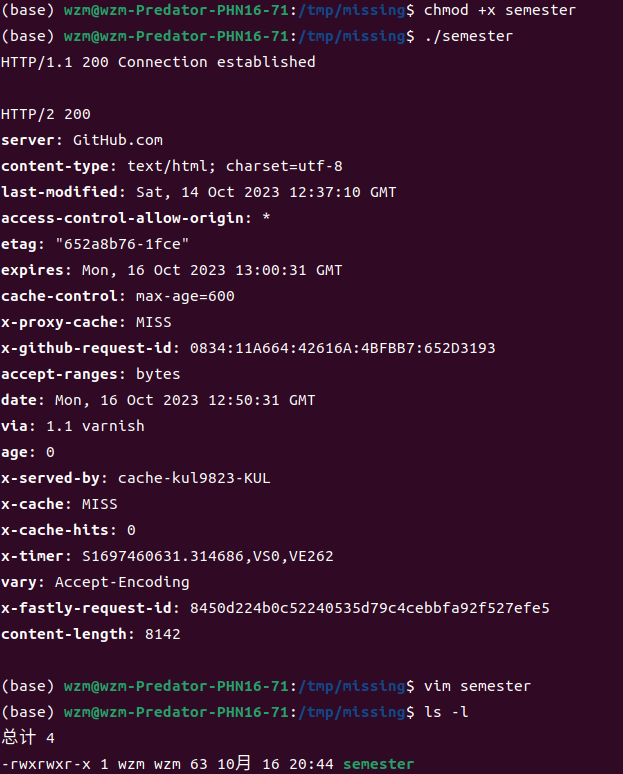 (base) wzm@wzm-Predator-PHN16-71:/tmp/missing$ chmod +x semester
(base) wzm@wzm-Predator-PHN16-71:/tmp/missing$ ./semester
HTTP/1.1 200 Connection established
HTTP/2 200
server: GitHub.com
content-type: text/html; charset=utf-8
last-modified: Sat, 14 Oct 2023 12:37:10 GMT
access-control-allow-origin: *
etag: "652a8b76-1fce"
expires: Mon, 16 Oct 2023 13:00:31 GMT
cache-control: max-age=600
x-proxy-cache: MISS
x-github-request-id: 0834:11A664:42616A:4BFBB7:652D3193
accept-ranges: bytes
date: Mon, 16 Oct 2023 12:50:31 GMT
via: 1.1 varnish
age: 0
x-served-by: cache-kul9823-KUL
x-cache: MISS
x-cache-hits: 0
x-timer: S1697460631.314686,VS0,VE262
vary: Accept-Encoding
x-fastly-request-id: 8450d224b0c52240535d79c4cebbfa92f527efe5
content-length: 8142
(base) wzm@wzm-Predator-PHN16-71:/tmp/missing$ vim semester
(base) wzm@wzm-Predator-PHN16-71:/tmp/missing$ ls -l
总计 4
-rwxrwxr-x 1 wzm wzm 63 10月 16 20:44 semester